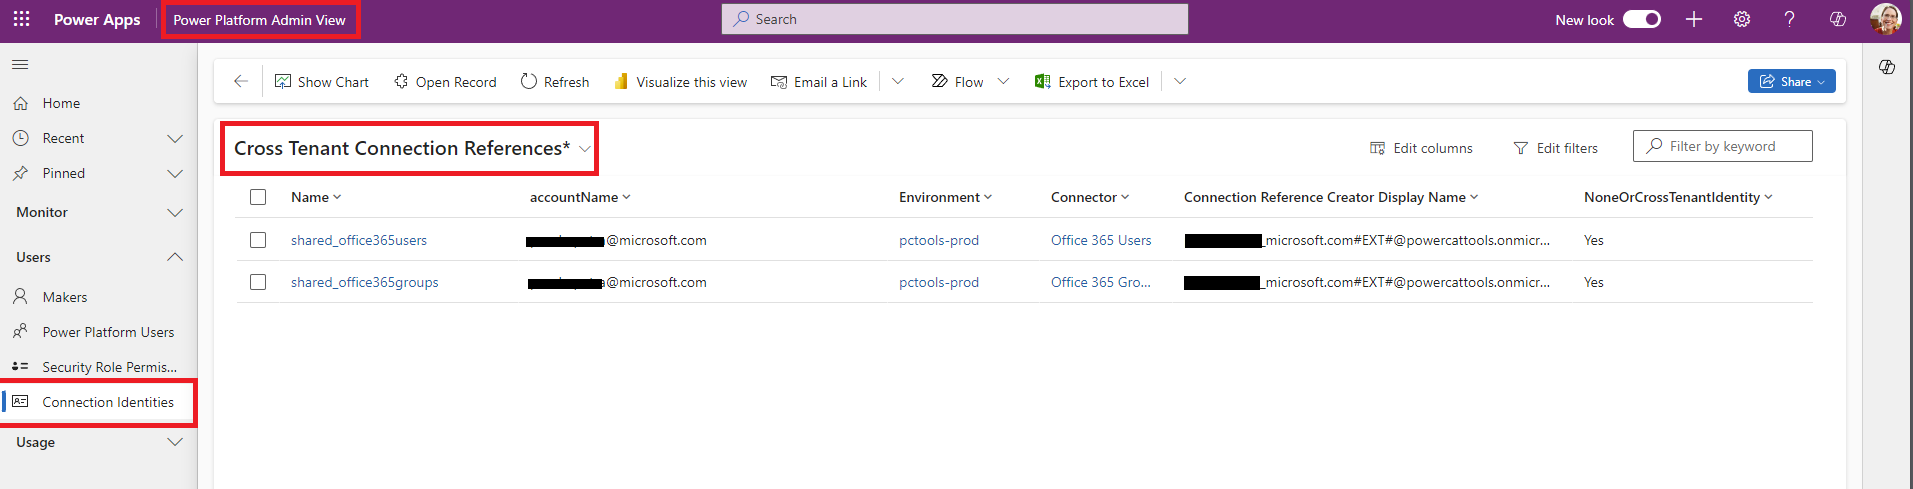 Power Apps
Power Platform Admin View
Search
New look
Home
Recent
Pinned
Monitor
Users
Makers
Power Platform Users
Security Role Permis...
Connection Identities
Usage
Show Chart
Open Record
Refresh
Visualize this view
Email a Link
Flow
Export to Excel
Share
Cross Tenant Connection References*
Edit columns
Edit filters
Filter by keyword
Name accountName Environment Connector Connection Reference Creator Display Name NoneOrCrossTenantIdentity
shared_office365users @microsoft.com pctools-prod Office 365 Users _microsoft.com#EXT#@powercattools.onmicr... Yes
shared_office365groups @microsoft.com pctools-prod Office 365 Gro... _microsoft.com#EXT#@powercattools.onmicr... Yes